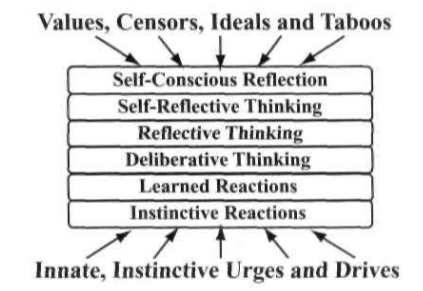 Values, Censors, Ideals and Taboos
Self-Conscious Reflection
Self-Reflective Thinking
Reflective Thinking
Deliberative Thinking
Learned Reactions
Instinctive Reactions
Innate, Instinctive Urges and Drives